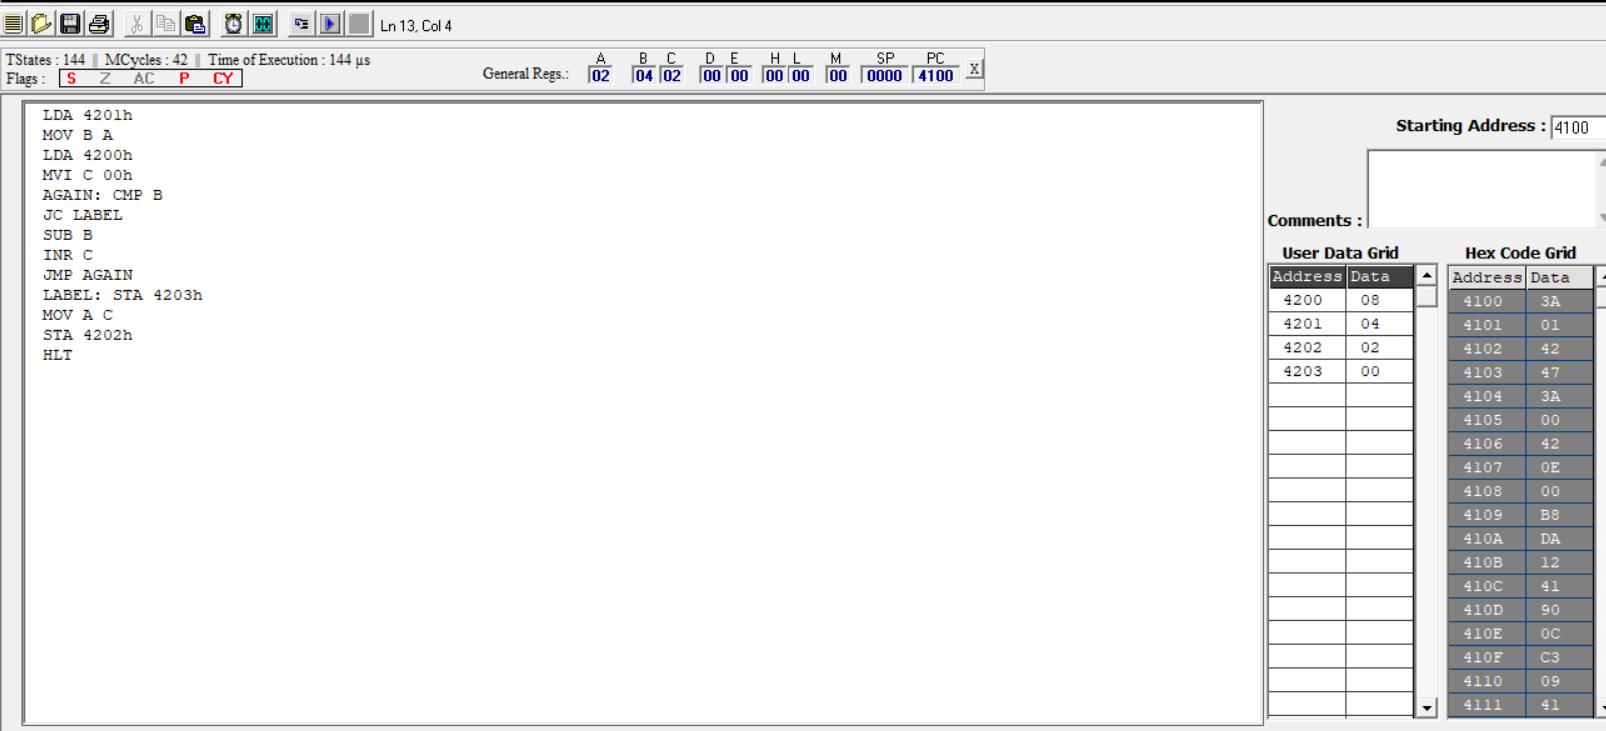 Ln 13, Col 4
TStates : 144 || MCycles : 42 || Time of Execution : 144 µs
Flags : S Z AC P CY
General Regs.:
A B C D E H L M SP PC
02 04 02 00 00 00 00 00 0000 4100 X
LDA 4201h
MOV B A
LDA 4200h
MVI C 00h
AGAIN: CMP B
JC LABEL
SUB B
INR C
JMP AGAIN
LABEL: STA 4203h
MOV A C
STA 4202h
HLT
Starting Address : 4100
Comments :
User Data Grid
Address Data
4200 08
4201 04
4202 02
4203 00
Hex Code Grid
Address Data
4100 3A
4101 01
4102 42
4103 47
4104 3A
4105 00
4106 42
4107 0E
4108 00
4109 B8
410A DA
410B 12
410C 41
410D 90
410E 0C
410F C3
4110 09
4111 41